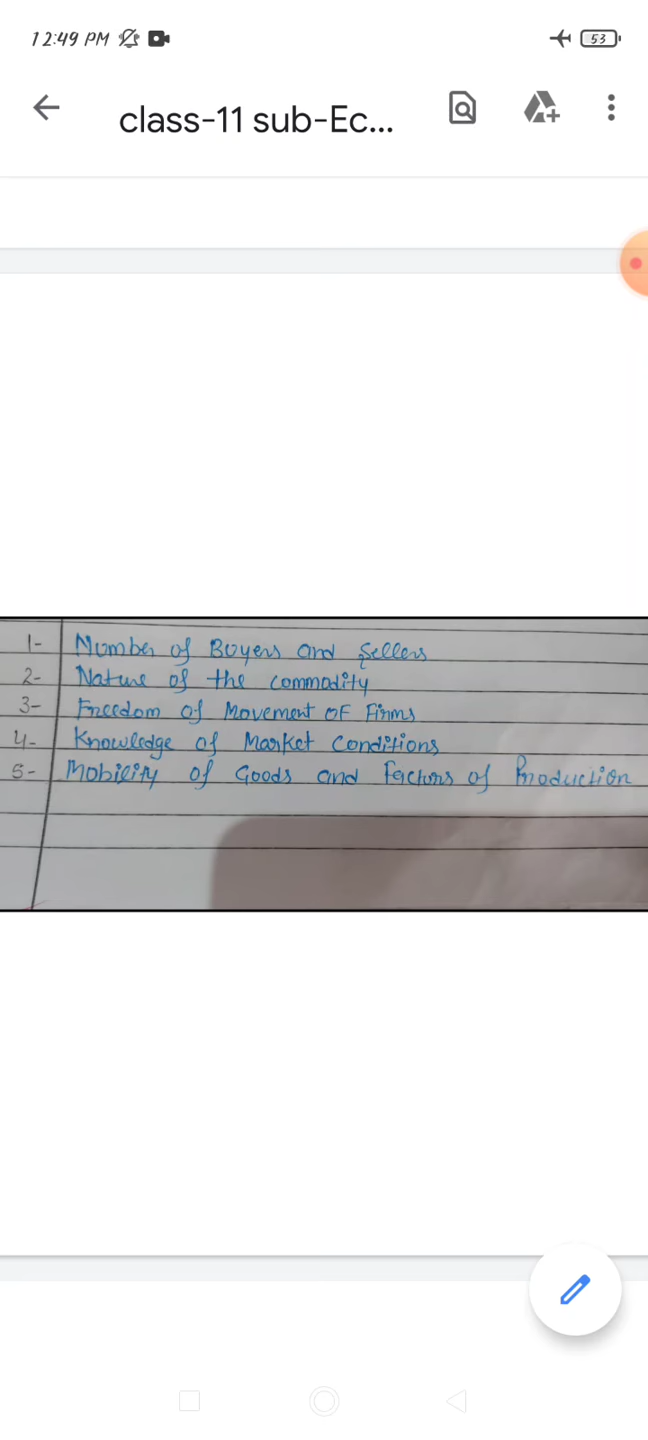 12:49 PM
53
class-11 sub-Ec...
1- Number of Buyers and Sellers
2- Nature of the commodity
3- Freedom of Movement OF Firms
4- Knowledge of Market Conditions
5- Mobility of Goods and Factors of Production